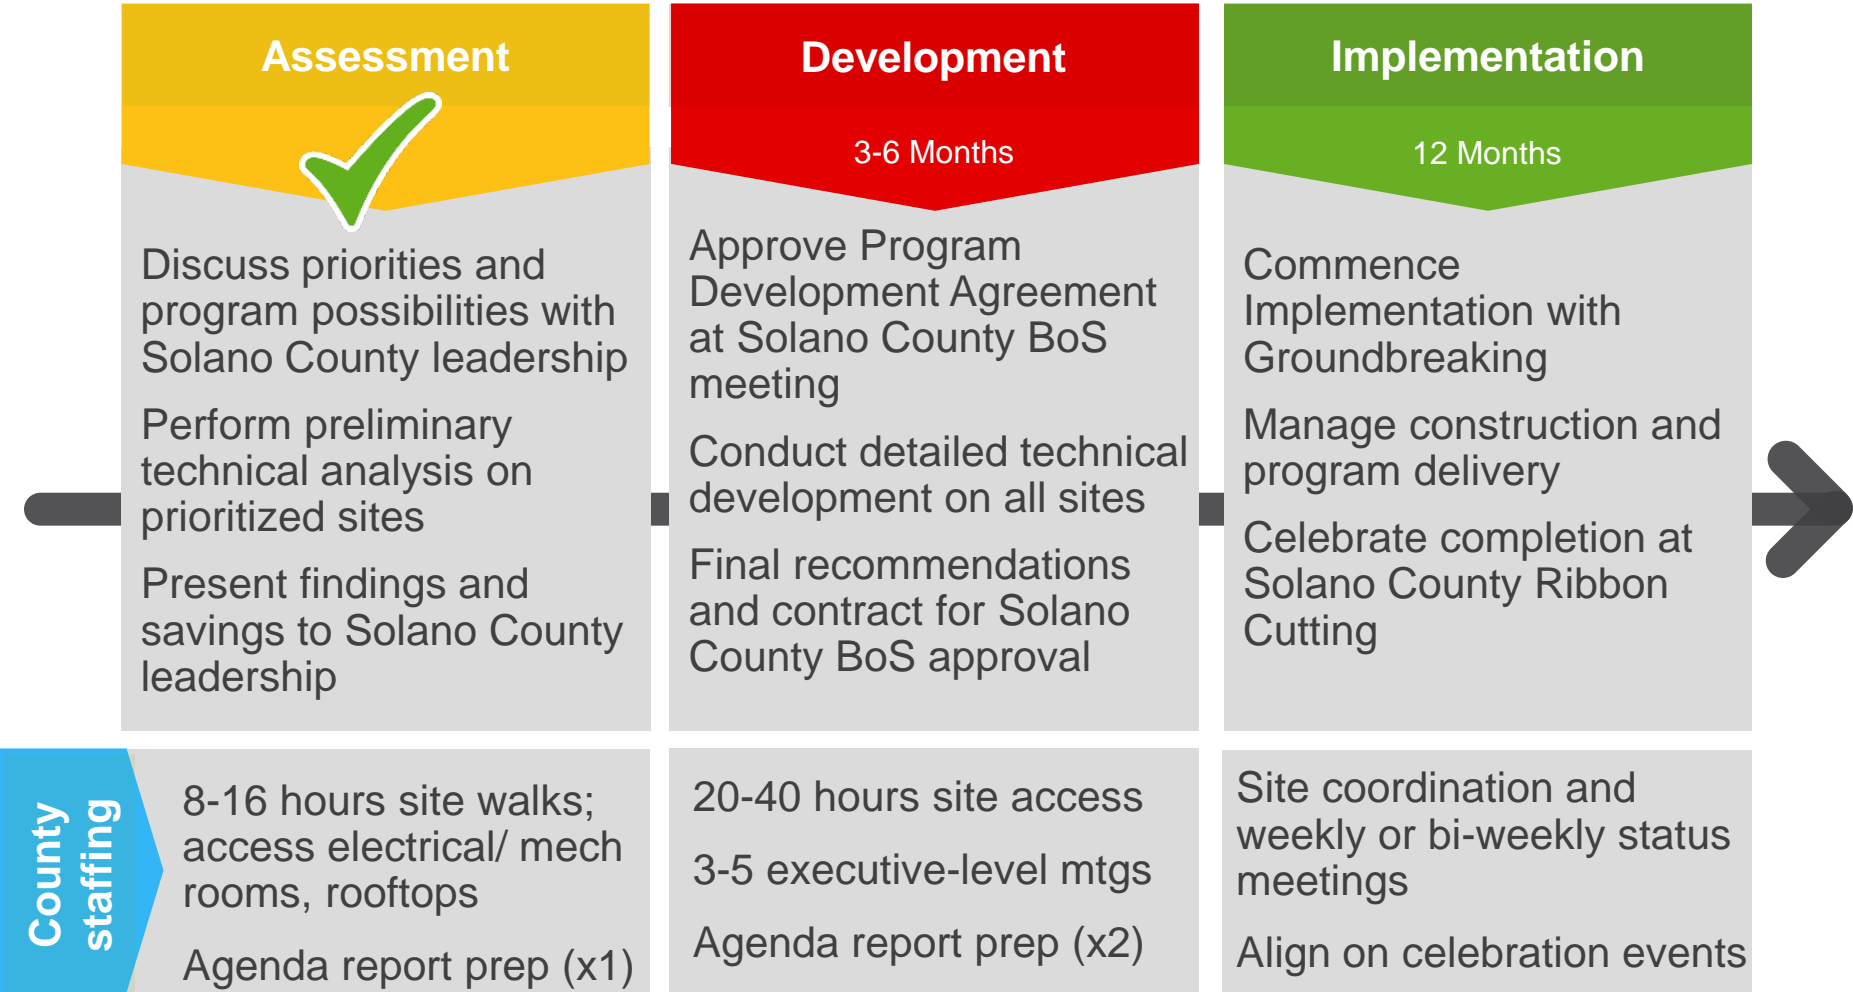 Assessment
Discuss priorities and
program possibilities with
Solano County leadership
Perform preliminary
technical analysis on
prioritized sites
Present findings and
savings to Solano County
leadership
Development
3-6 Months
Approve Program
Development Agreement
at Solano County BoS
meeting
Conduct detailed technical
development on all sites
Final recommendations
and contract for Solano
County BoS approval
Implementation
12 Months
Commence
Implementation with
Groundbreaking
Manage construction and
program delivery
Celebrate completion at
Solano County Ribbon
Cutting
County
staffing
8-16 hours site walks;
access electrical/ mech
rooms, rooftops
Agenda report prep (x1)
20-40 hours site access
3-5 executive-level mtgs
Agenda report prep (x2)
Site coordination and
weekly or bi-weekly status
meetings
Align on celebration events